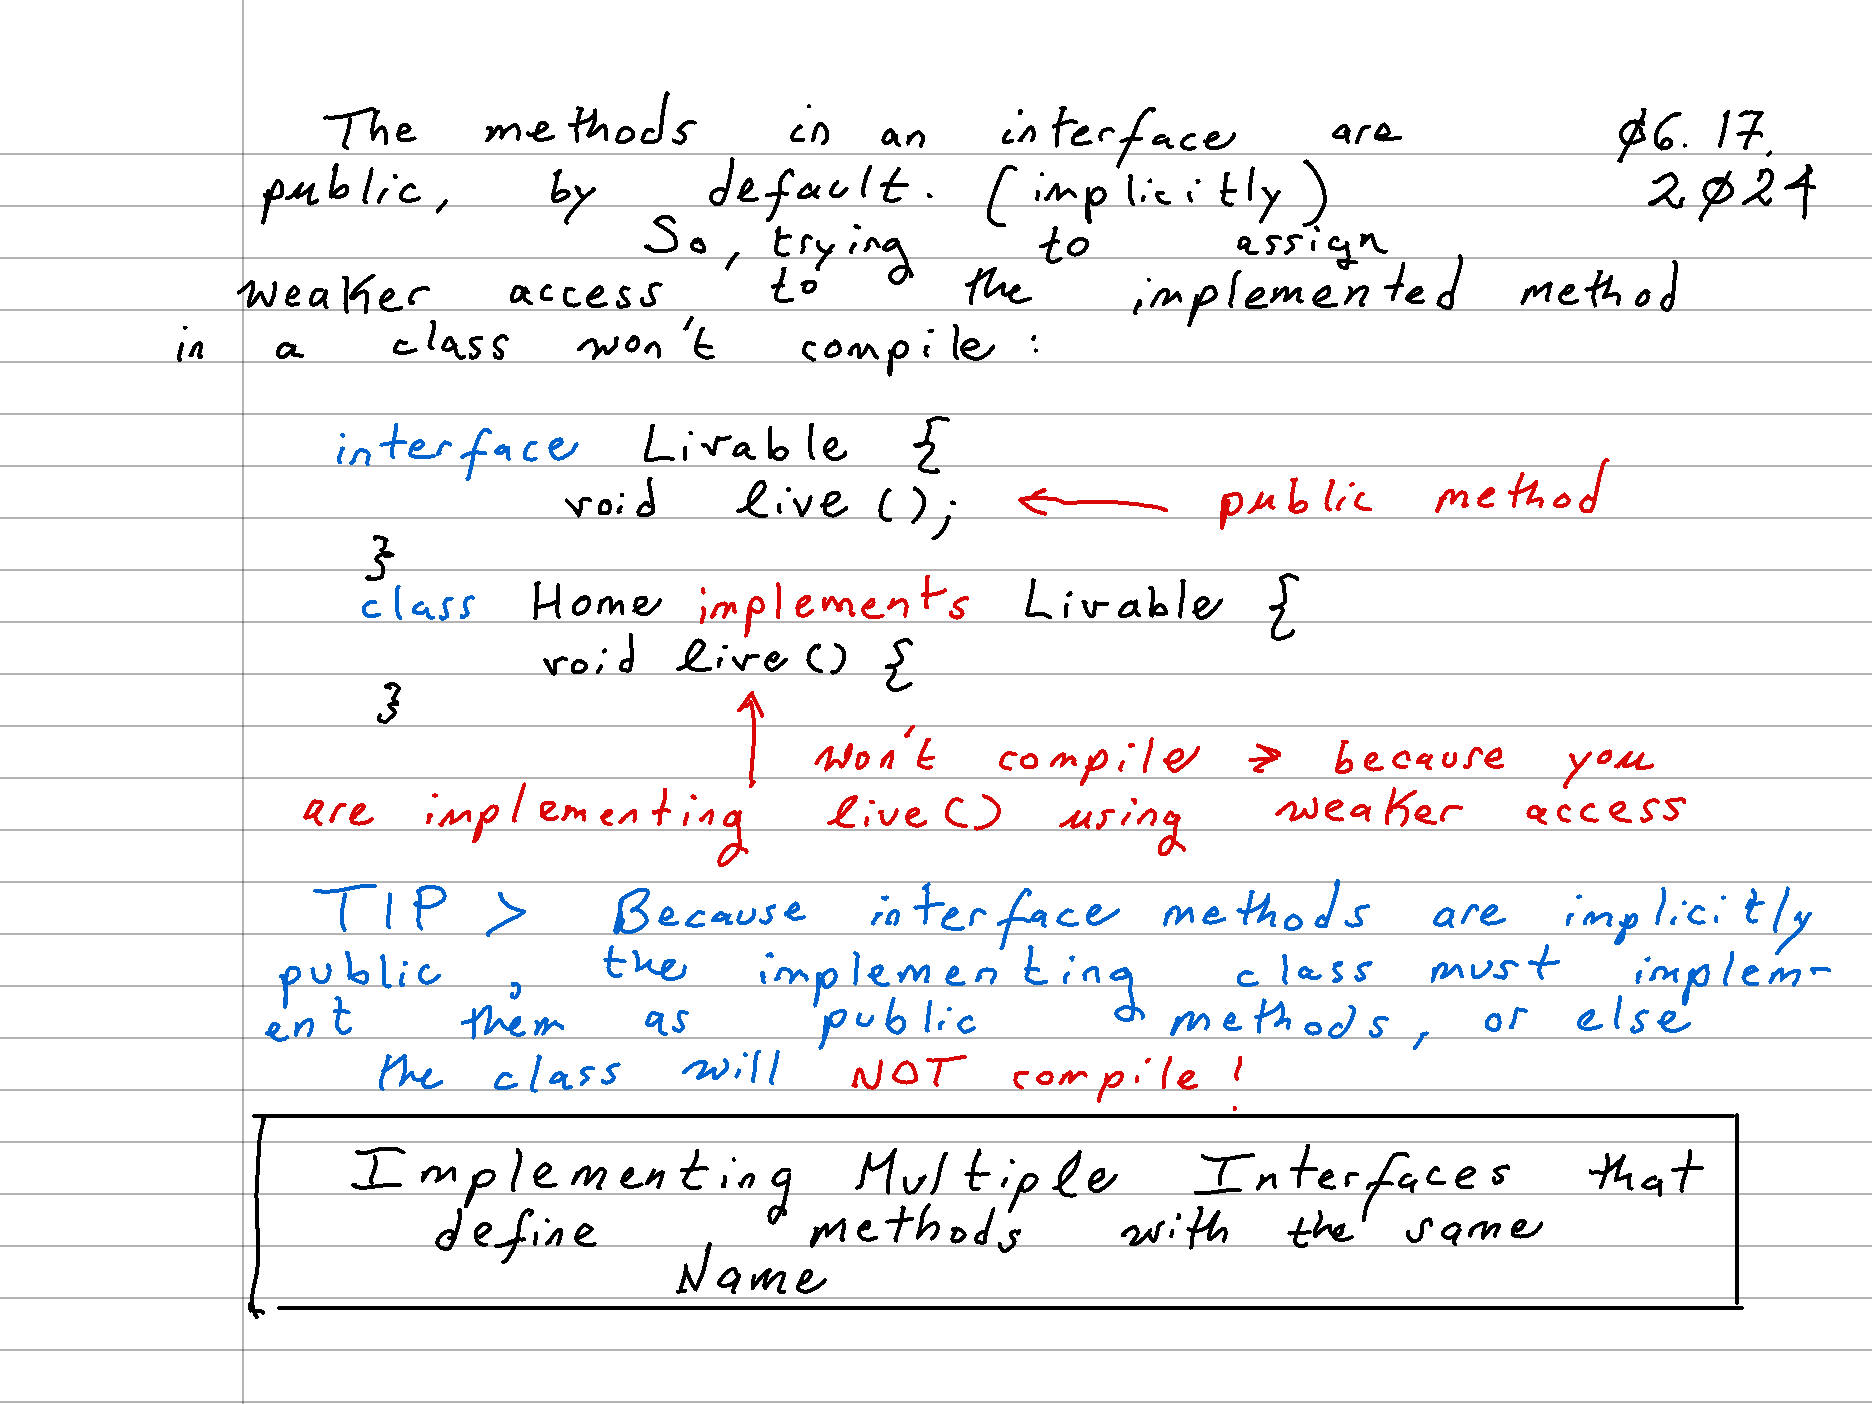 The methods in an interface are ø6. 17.
public, by default. (implicitly) 2ø24
So, trying to assign
weaker access to the implemented method
in a class won't compile :
interface Livable {
void live (); ← public method
}
class Home implements Livable {
void live () {
}
won't compile → because you
are implementing live() using weaker access
TIP > Because interface methods are implicitly
public, the implementing class must implem-
ent them as public methods, or else
the class will NOT compile!
Implementing Multiple Interfaces that
define methods with the same
Name